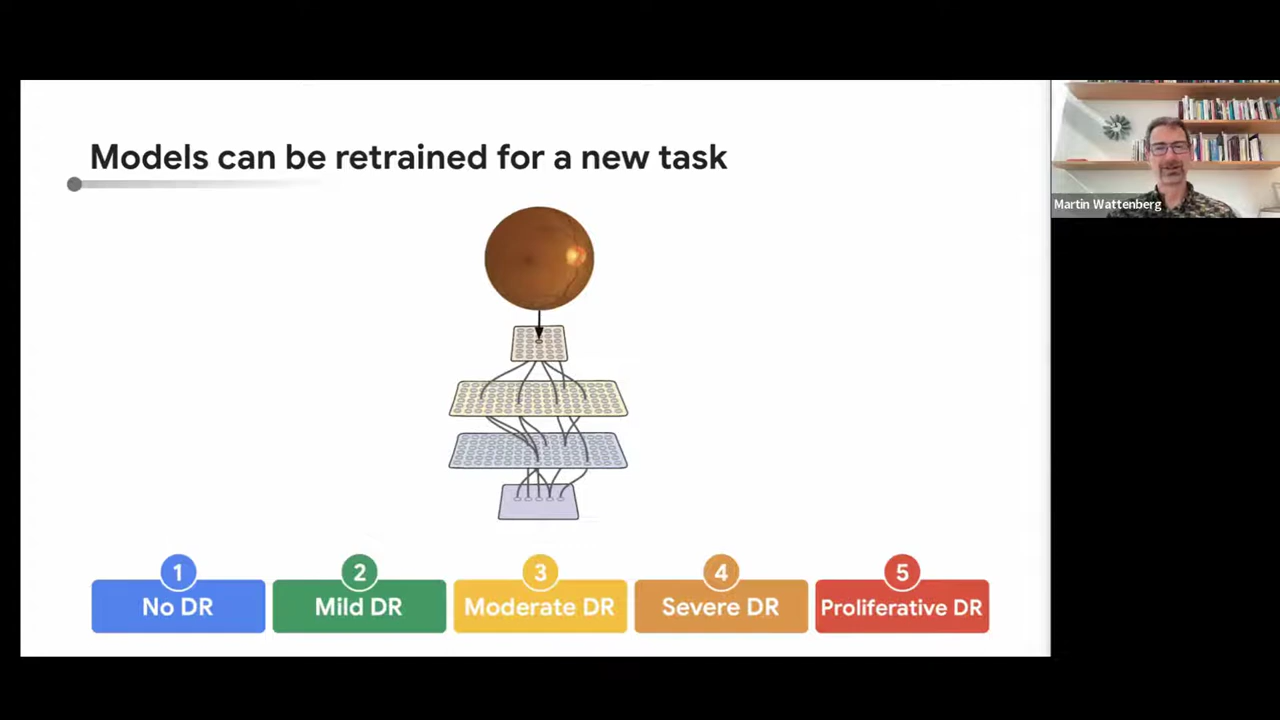 Models can be retrained for a new task
Martin Wattenberg
1 2 3 4 5
No DR Mild DR Moderate DR Severe DR Proliferative DR